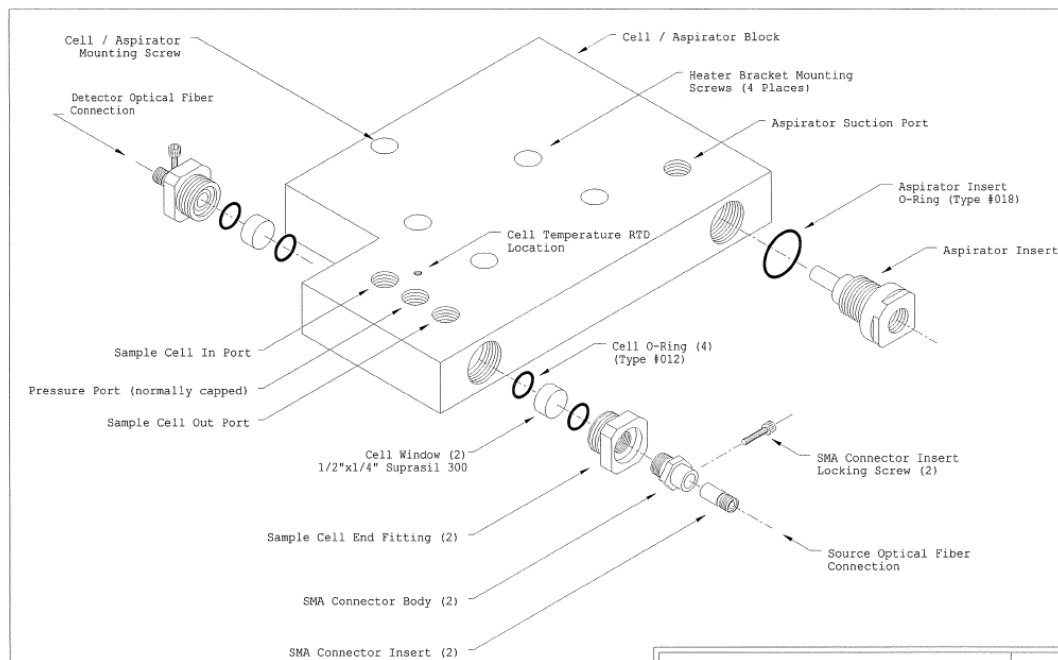 Cell / Aspirator
Mounting Screw
Cell / Aspirator Block
Heater Bracket Mounting
Screws (4 Places)
Detector Optical Fiber
Connection
Aspirator Suction Port
Aspirator Insert
O-Ring (Type #018)
Cell Temperature RTD
Location
Aspirator Insert
Sample Cell In Port
Cell O-Ring (4)
(Type #012)
Pressure Port (normally capped)
Sample Cell Out Port
Cell Window (2)
1/2"x1/4" Suprasil 300
SMA Connector Insert
Locking Screw (2)
Sample Cell End Fitting (2)
Source Optical Fiber
Connection
SMA Connector Body (2)
SMA Connector Insert (2)